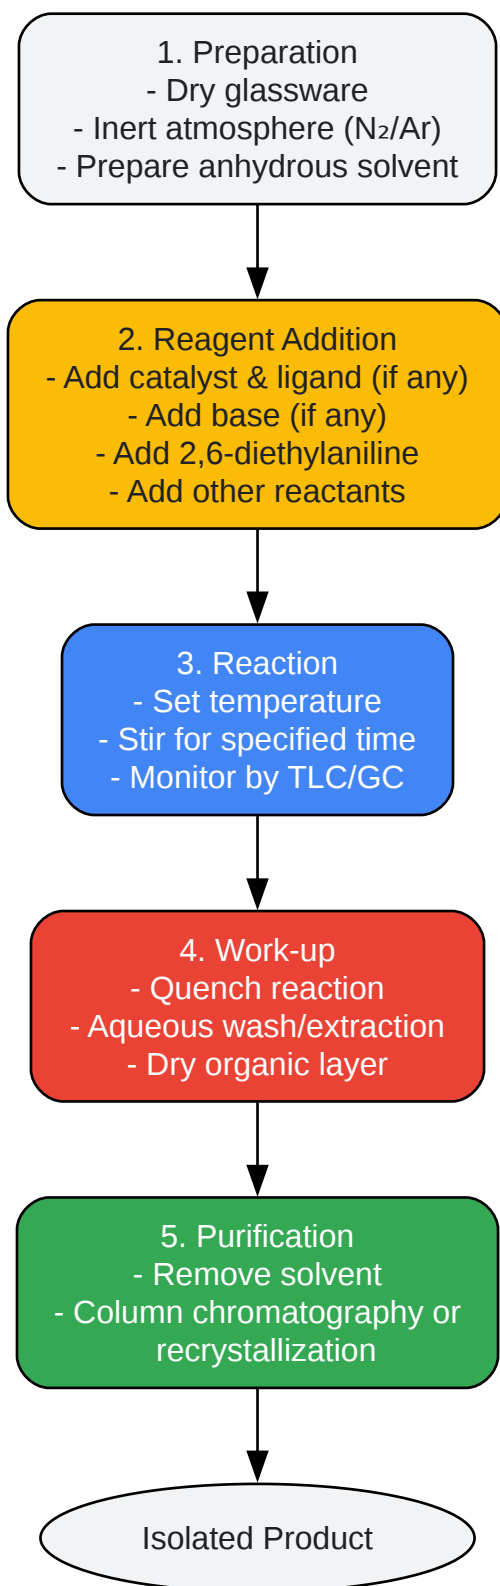 1. Preparation
- Dry glassware
- Inert atmosphere (N₂/Ar)
- Prepare anhydrous solvent
2. Reagent Addition
- Add catalyst & ligand (if any)
- Add base (if any)
- Add 2,6-diethylaniline
- Add other reactants
3. Reaction
- Set temperature
- Stir for specified time
- Monitor by TLC/GC
4. Work-up
- Quench reaction
- Aqueous wash/extraction
- Dry organic layer
5. Purification
- Remove solvent
- Column chromatography or
recrystallization
Isolated Product